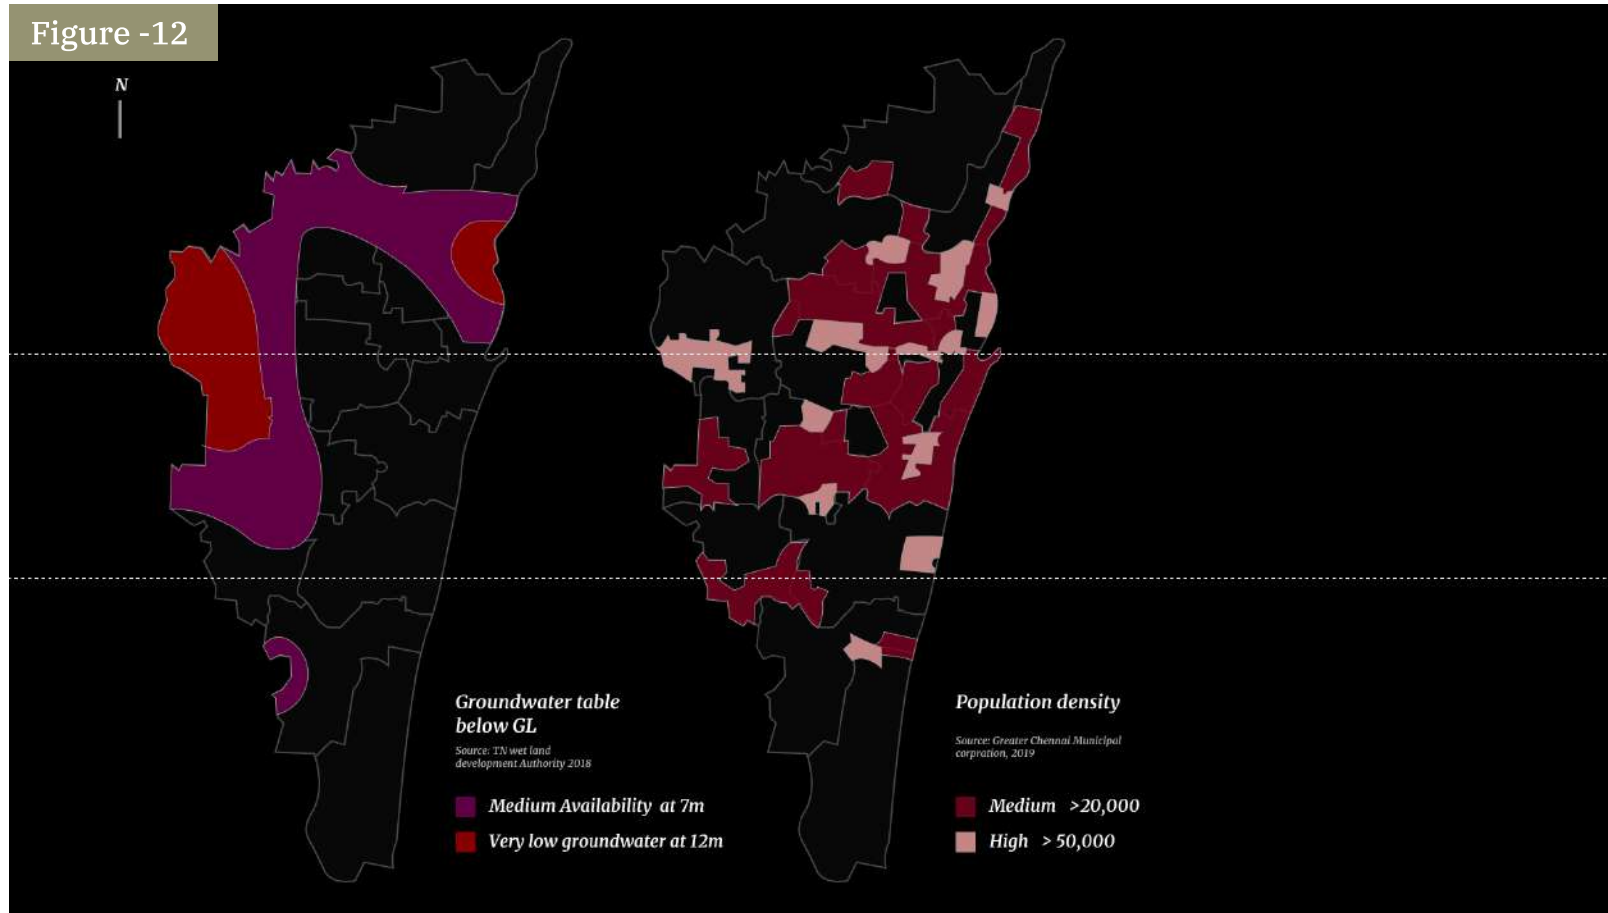 Figure -12
N
Groundwater table
below GL
Source: TN wet land
development Authority 2018
Medium Availability at 7m
Very low groundwater at 12m
Population density
Source: Greater Chennai Municipal
corpration, 2019
Medium >20,000
High > 50,000